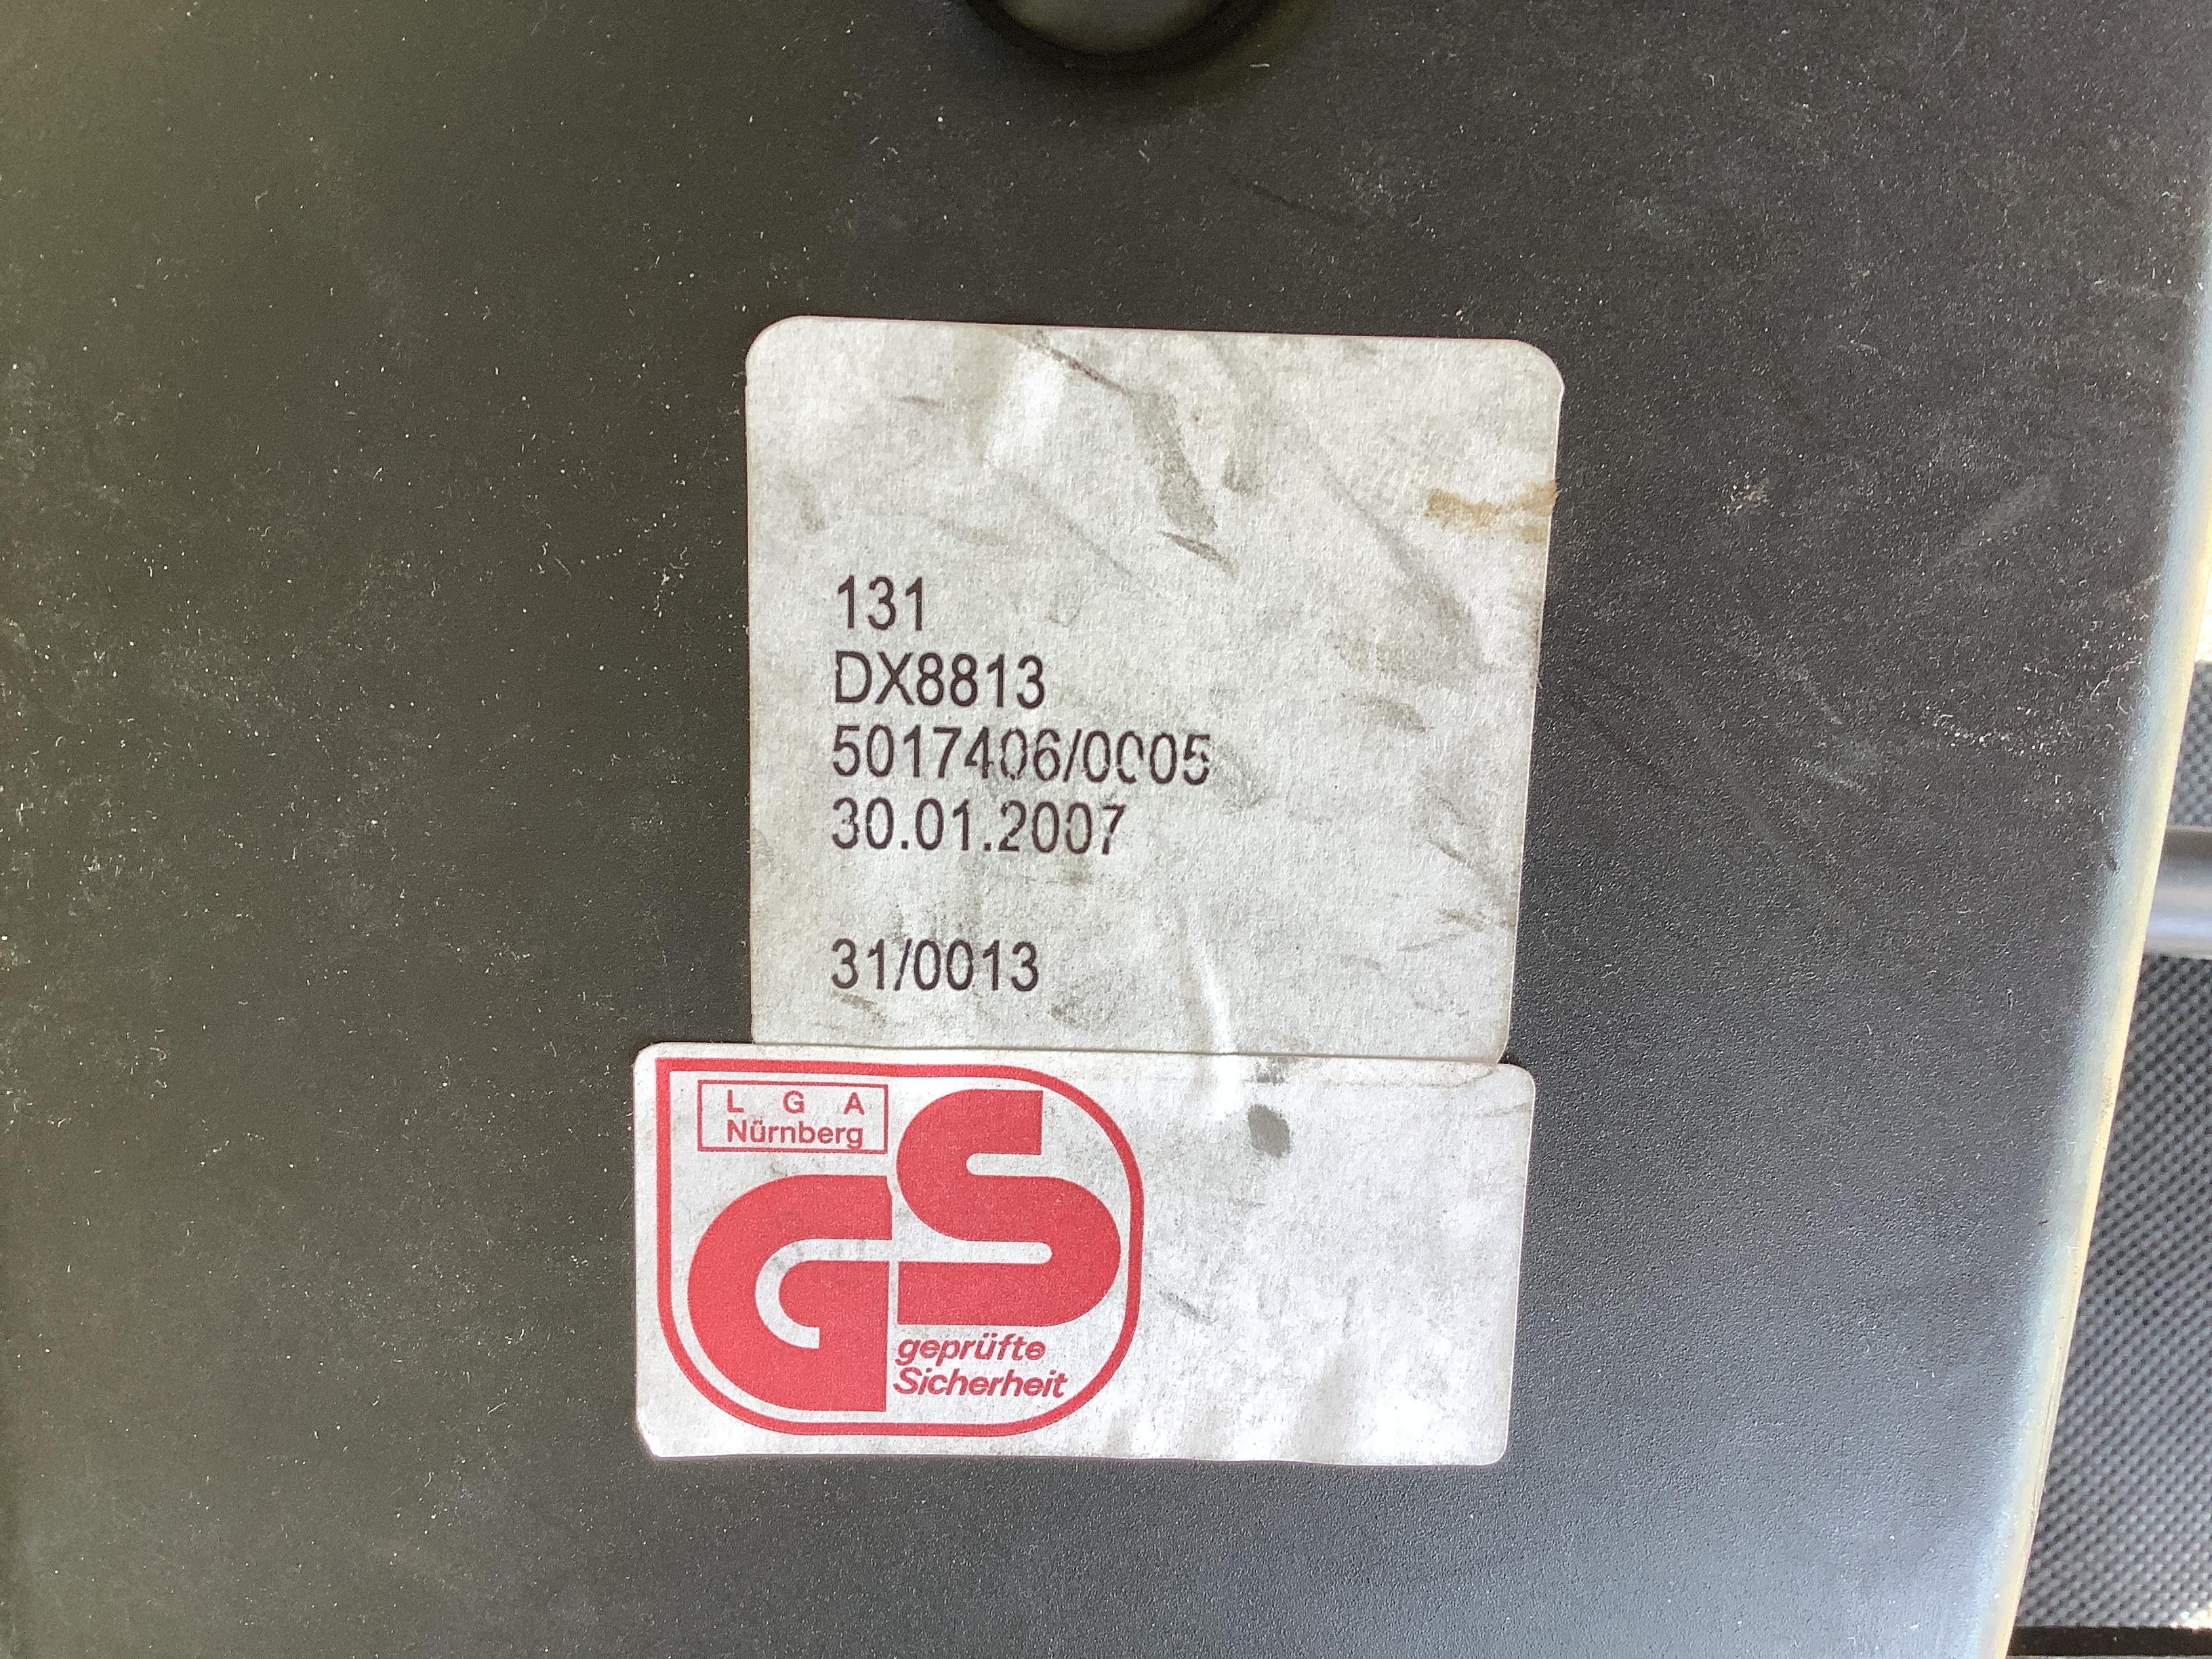 131
DX8813
5017406/0005
30.01.2007
31/0013
L G A
Nürnberg
GS
geprüfte
Sicherheit